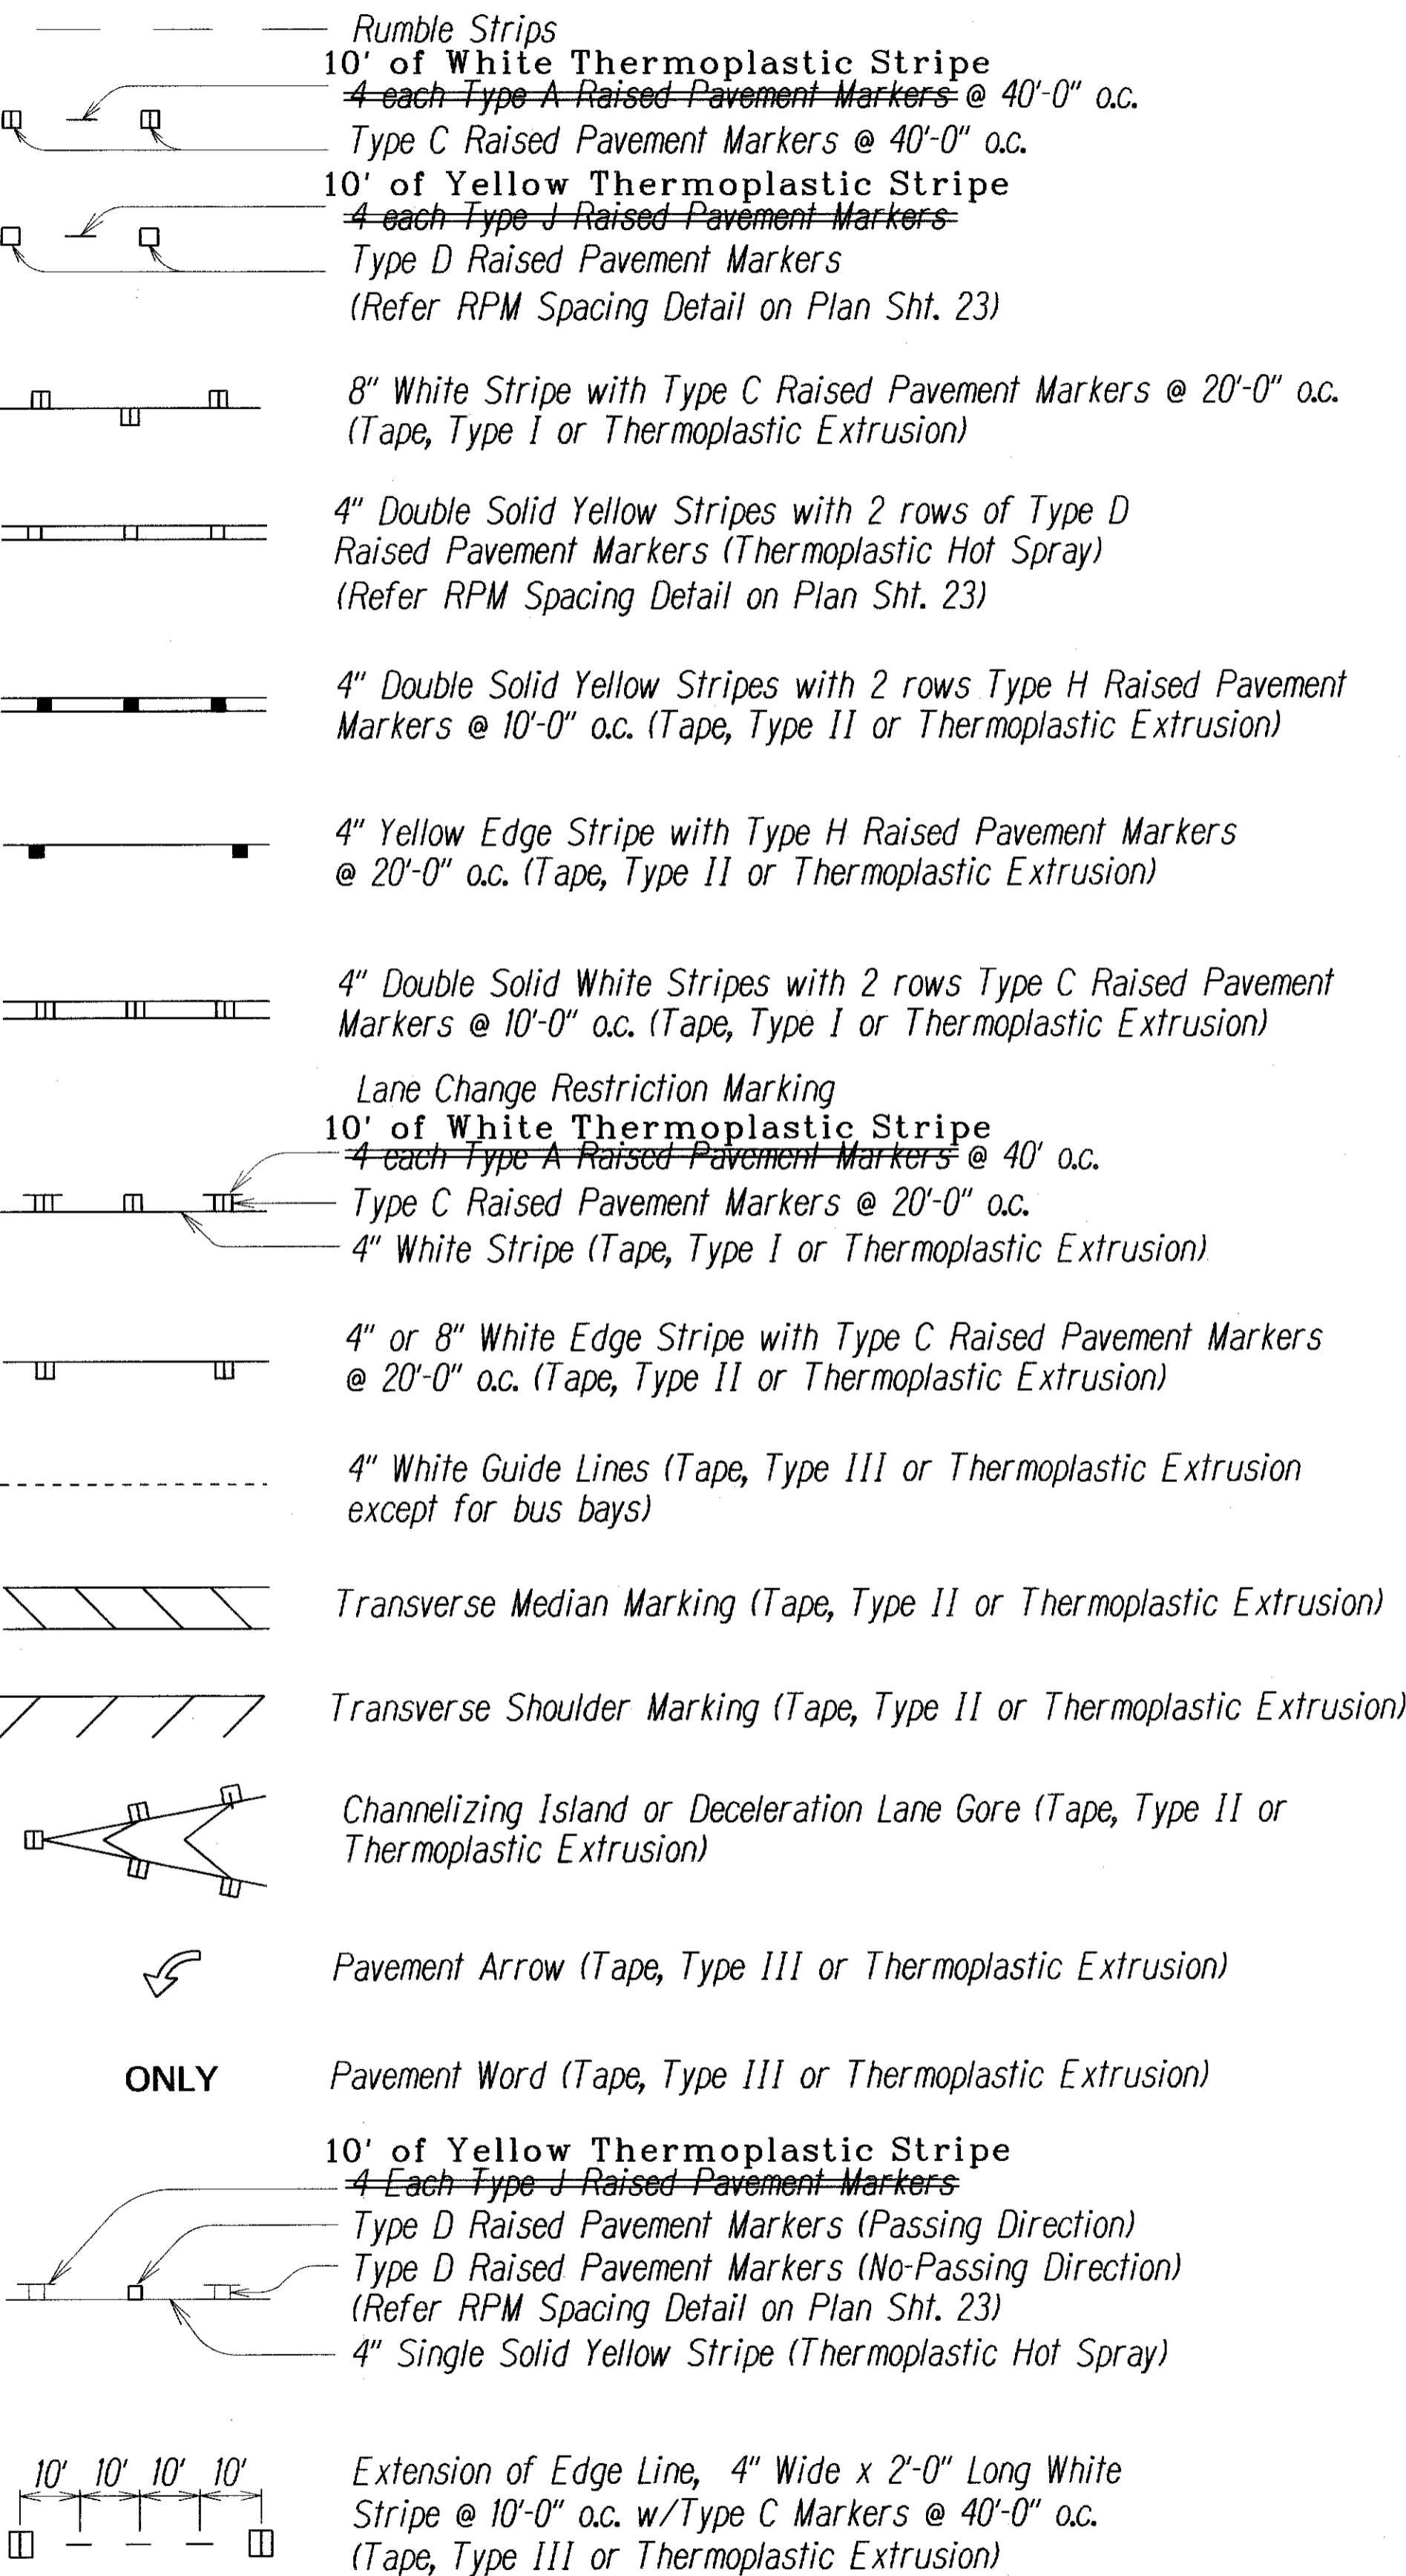 Rumble Strips
10' of White Thermoplastic Stripe
4 each Type A Raised Pavement Markers @ 40'-0" o.c.
Type C Raised Pavement Markers @ 40'-0" o.c.
10' of Yellow Thermoplastic Stripe
4 each Type J Raised Pavement Markers
Type D Raised Pavement Markers
(Refer RPM Spacing Detail on Plan Sht. 23)
8" White Stripe with Type C Raised Pavement Markers @ 20'-0" o.c.
(Tape, Type I or Thermoplastic Extrusion)
4" Double Solid Yellow Stripes with 2 rows of Type D
Raised Pavement Markers (Thermoplastic Hot Spray)
(Refer RPM Spacing Detail on Plan Sht. 23)
4" Double Solid Yellow Stripes with 2 rows Type H Raised Pavement
Markers @ 10'-0" o.c. (Tape, Type II or Thermoplastic Extrusion)
4" Yellow Edge Stripe with Type H Raised Pavement Markers
@ 20'-0" o.c. (Tape, Type II or Thermoplastic Extrusion)
4" Double Solid White Stripes with 2 rows Type C Raised Pavement
Markers @ 10'-0" o.c. (Tape, Type I or Thermoplastic Extrusion)
Lane Change Restriction Marking
10' of White Thermoplastic Stripe
4 each Type A Raised Pavement Markers @ 40' o.c.
Type C Raised Pavement Markers @ 20'-0" o.c.
4" White Stripe (Tape, Type I or Thermoplastic Extrusion)
4" or 8" White Edge Stripe with Type C Raised Pavement Markers
@ 20'-0" o.c. (Tape, Type II or Thermoplastic Extrusion)
4" White Guide Lines (Tape, Type III or Thermoplastic Extrusion
except for bus bays)
Transverse Median Marking (Tape, Type II or Thermoplastic Extrusion)
Transverse Shoulder Marking (Tape, Type II or Thermoplastic Extrusion)
Channelizing Island or Deceleration Lane Gore (Tape, Type II or
Thermoplastic Extrusion)
Pavement Arrow (Tape, Type III or Thermoplastic Extrusion)
ONLY Pavement Word (Tape, Type III or Thermoplastic Extrusion)
10' of Yellow Thermoplastic Stripe
4 Each Type J Raised Pavement Markers
Type D Raised Pavement Markers (Passing Direction)
Type D Raised Pavement Markers (No-Passing Direction)
(Refer RPM Spacing Detail on Plan Sht. 23)
4" Single Solid Yellow Stripe (Thermoplastic Hot Spray)
10' 10' 10' 10'
Extension of Edge Line, 4" Wide x 2'-0" Long White
Stripe @ 10'-0" o.c. w/Type C Markers @ 40'-0" o.c.
(Tape, Type III or Thermoplastic Extrusion)